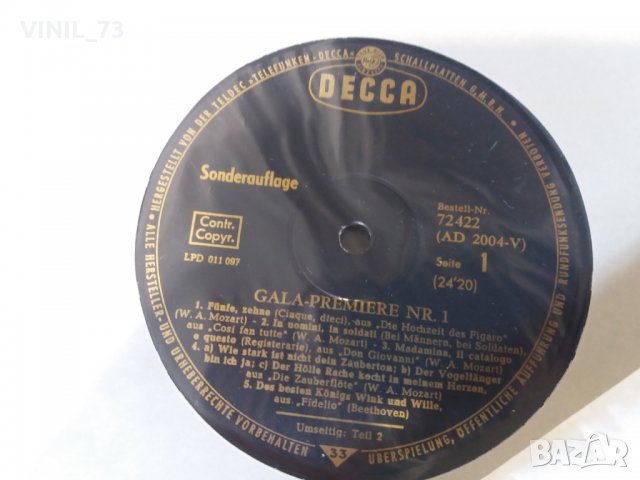 VINIL_73
HERGESTELLT VON DER TELDEC »TELEFUNKEN-DECCA« SCHALLPLATTEN G.M.B.H.
DECCA
Sonderauflage
Bestell-Nr.
72 422
(AD 2004-V)
Contr.
Copyr.
LPD 011 097
Seite 1
(24'20)
GALA-PREMIERE NR. 1
1. Fünfe, zehne (Cinque, dieci), aus „Die Hochzeit des Figaro"
(W. A. Mozart) - 2. In uomini, in soldati (Bei Männern, bei Soldaten),
aus „Cosi fan tutte" (W. A. Mozart) - 3. Madamina, il catalogo
e questo (Registerarie), aus „Don Giovanni" (W. A. Mozart)
4. a) Wie stark ist nicht dein Zauberton; b) Der Vogelfänger
bin ich ja; c) Der Hölle Rache kocht in meinem Herzen,
aus „Die Zauberflöte" (W. A. Mozart)
5. Des besten Königs Wink und Wille,
aus „Fidelio" (Beethoven)
Umseitig: Teil 2
33
ALLE HERSTELLER- UND URHEBERRECHTE VORBEHALTEN
ÜBERSPIELUNG, ÖFFENTLICHE AUFFÜHRUNG UND RUNDFUNKSENDUNG VERBOTEN
BAZAR